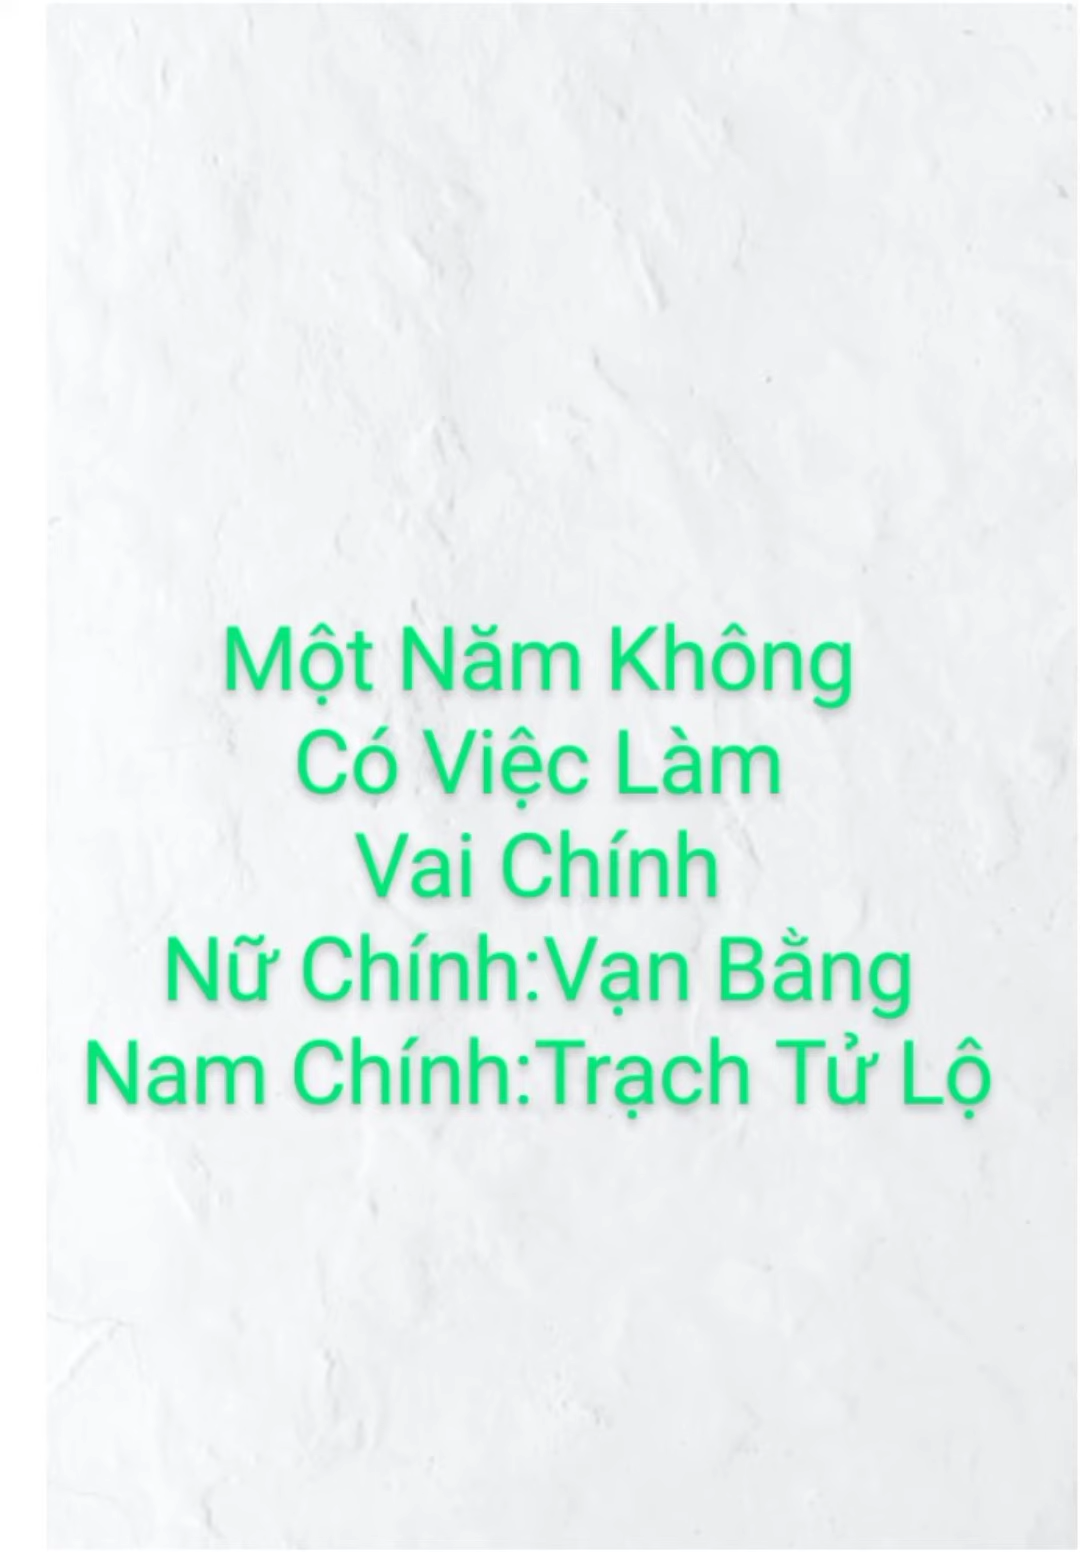 Một Năm Không
Có Việc Làm
Vai Chính
Nữ Chính:Vạn Bằng
Nam Chính:Trạch Tử Lộ